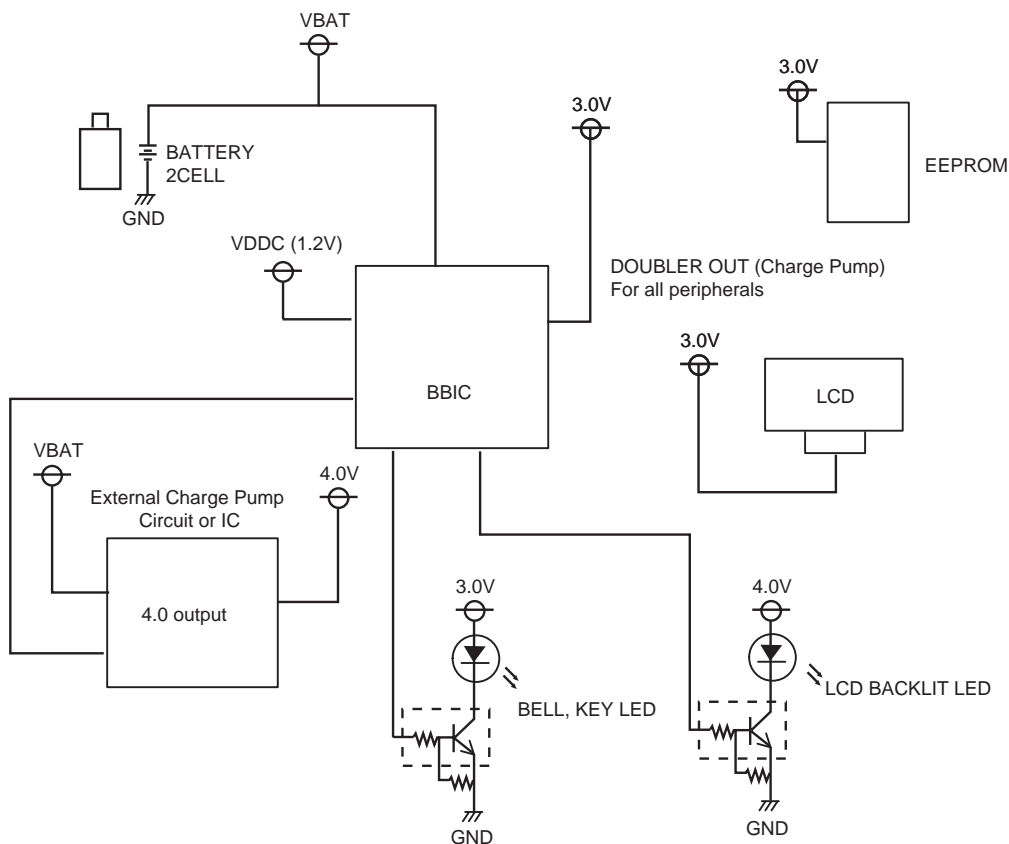 VBAT
3.0V
3.0V
BATTERY
2CELL
EEPROM
GND
VDDC (1.2V)
DOUBLER OUT (Charge Pump)
For all peripherals
3.0V
BBIC
LCD
VBAT
4.0V
External Charge Pump
Circuit or IC
4.0 output
3.0V
4.0V
BELL, KEY LED
LCD BACKLIT LED
GND
GND